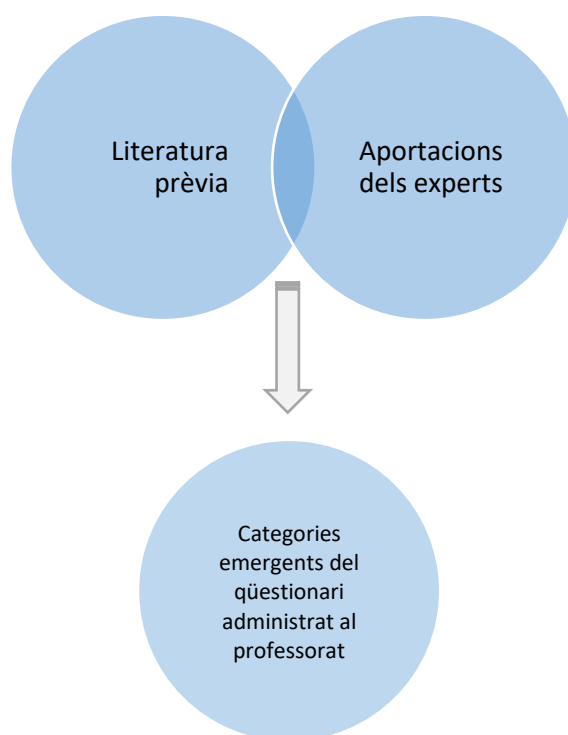 Literatura
prèvia
Aportacions
dels experts
Categories
emergents del
qüestionari
administrat al
professorat